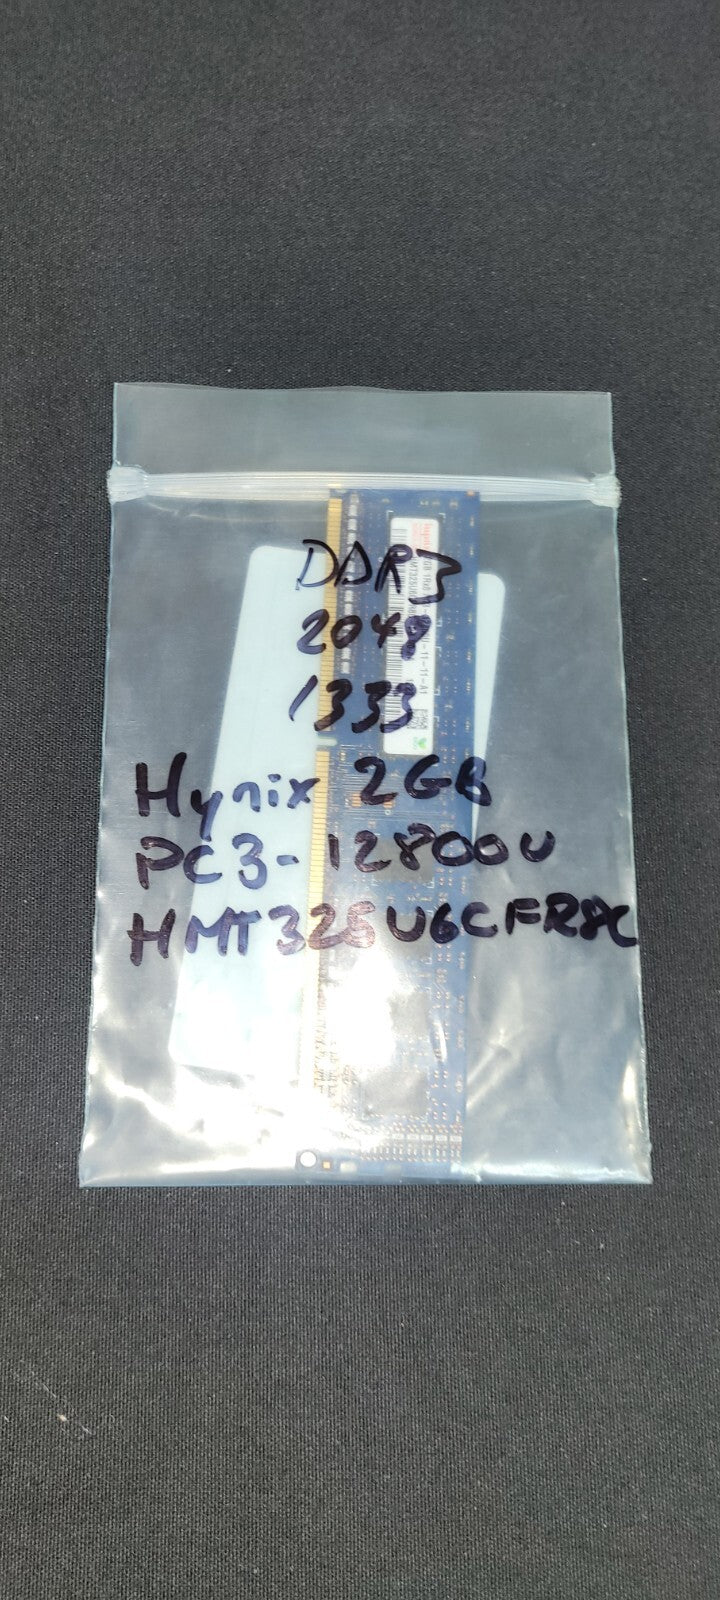 DDR3
2048
1333
Hynix 2GB
PC3-12800U
HMT325U6CFR8C